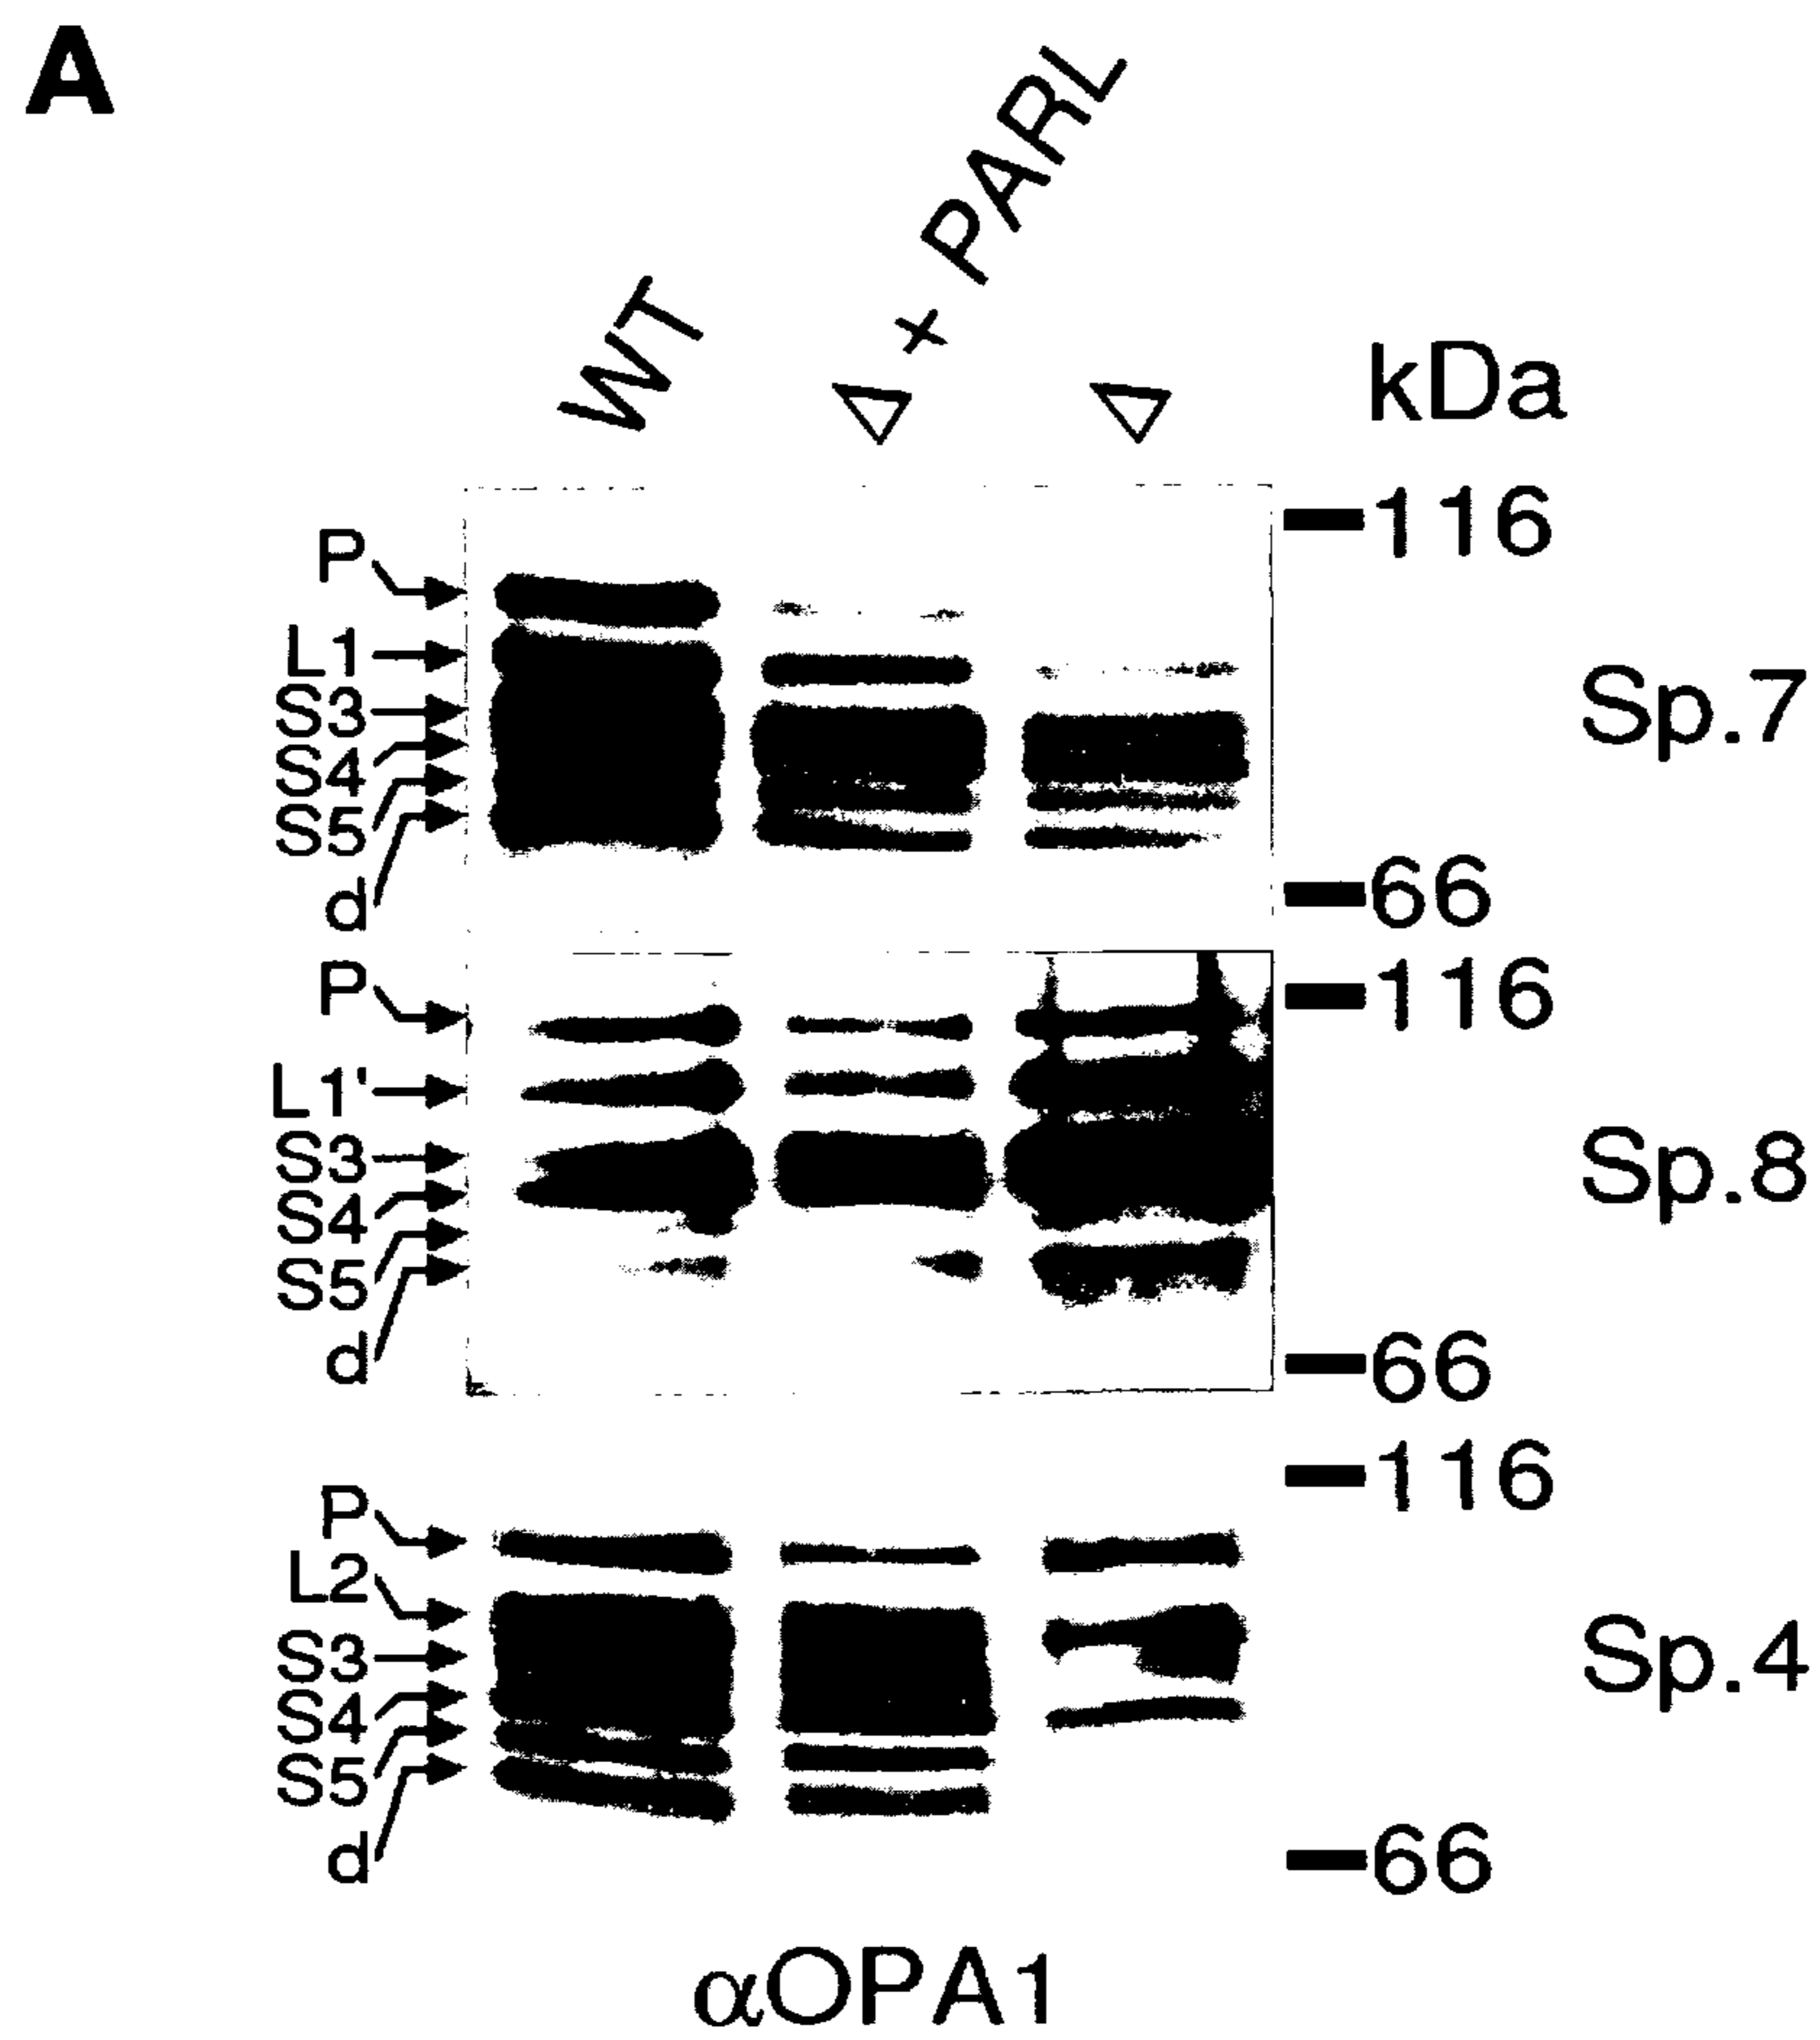 A
WT
Δ + PARL
Δ
kDa
P
L1
S3
S4
S5
d
116
66
Sp.7
P
L1'
S3
S4
S5
d
116
66
Sp.8
P
L2
S3
S4
S5
d
116
66
Sp.4
αOPA1